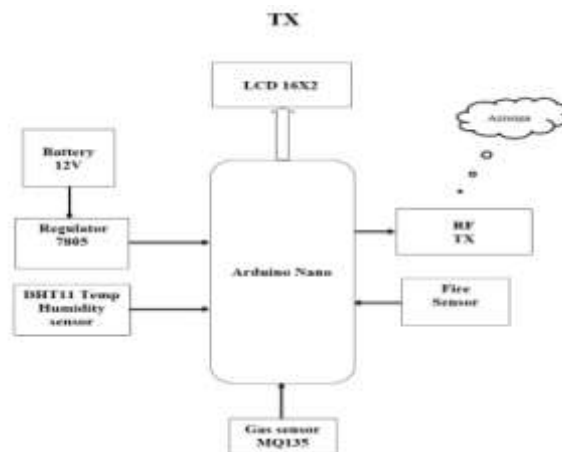 TX
LCD 16X2
Antenna
Battery
12V
Regulator
7805
RF
TX
Arduino Nano
DHT11 Temp
Humidity
sensor
Fire
Sensor
Gas sensor
MQ135